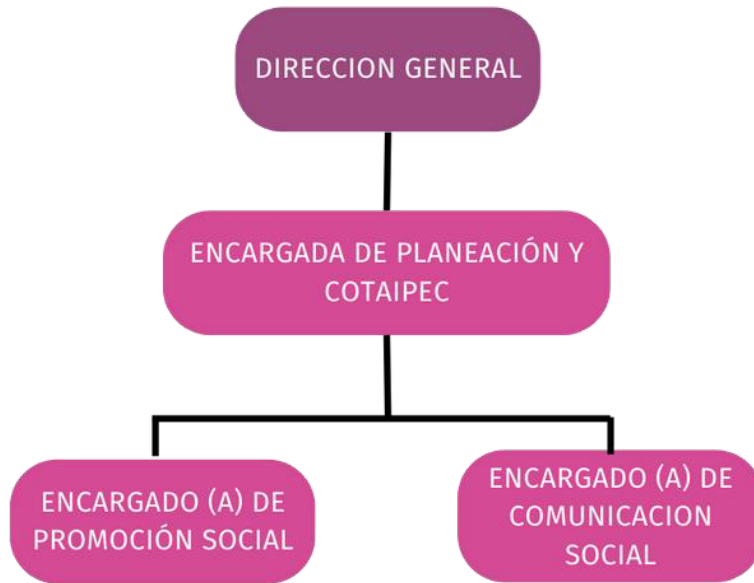 DIRECCION GENERAL
ENCARGADA DE PLANEACIÓN Y
COTAIPEC
ENCARGADO (A) DE
PROMOCIÓN SOCIAL
ENCARGADO (A) DE
COMUNICACION
SOCIAL